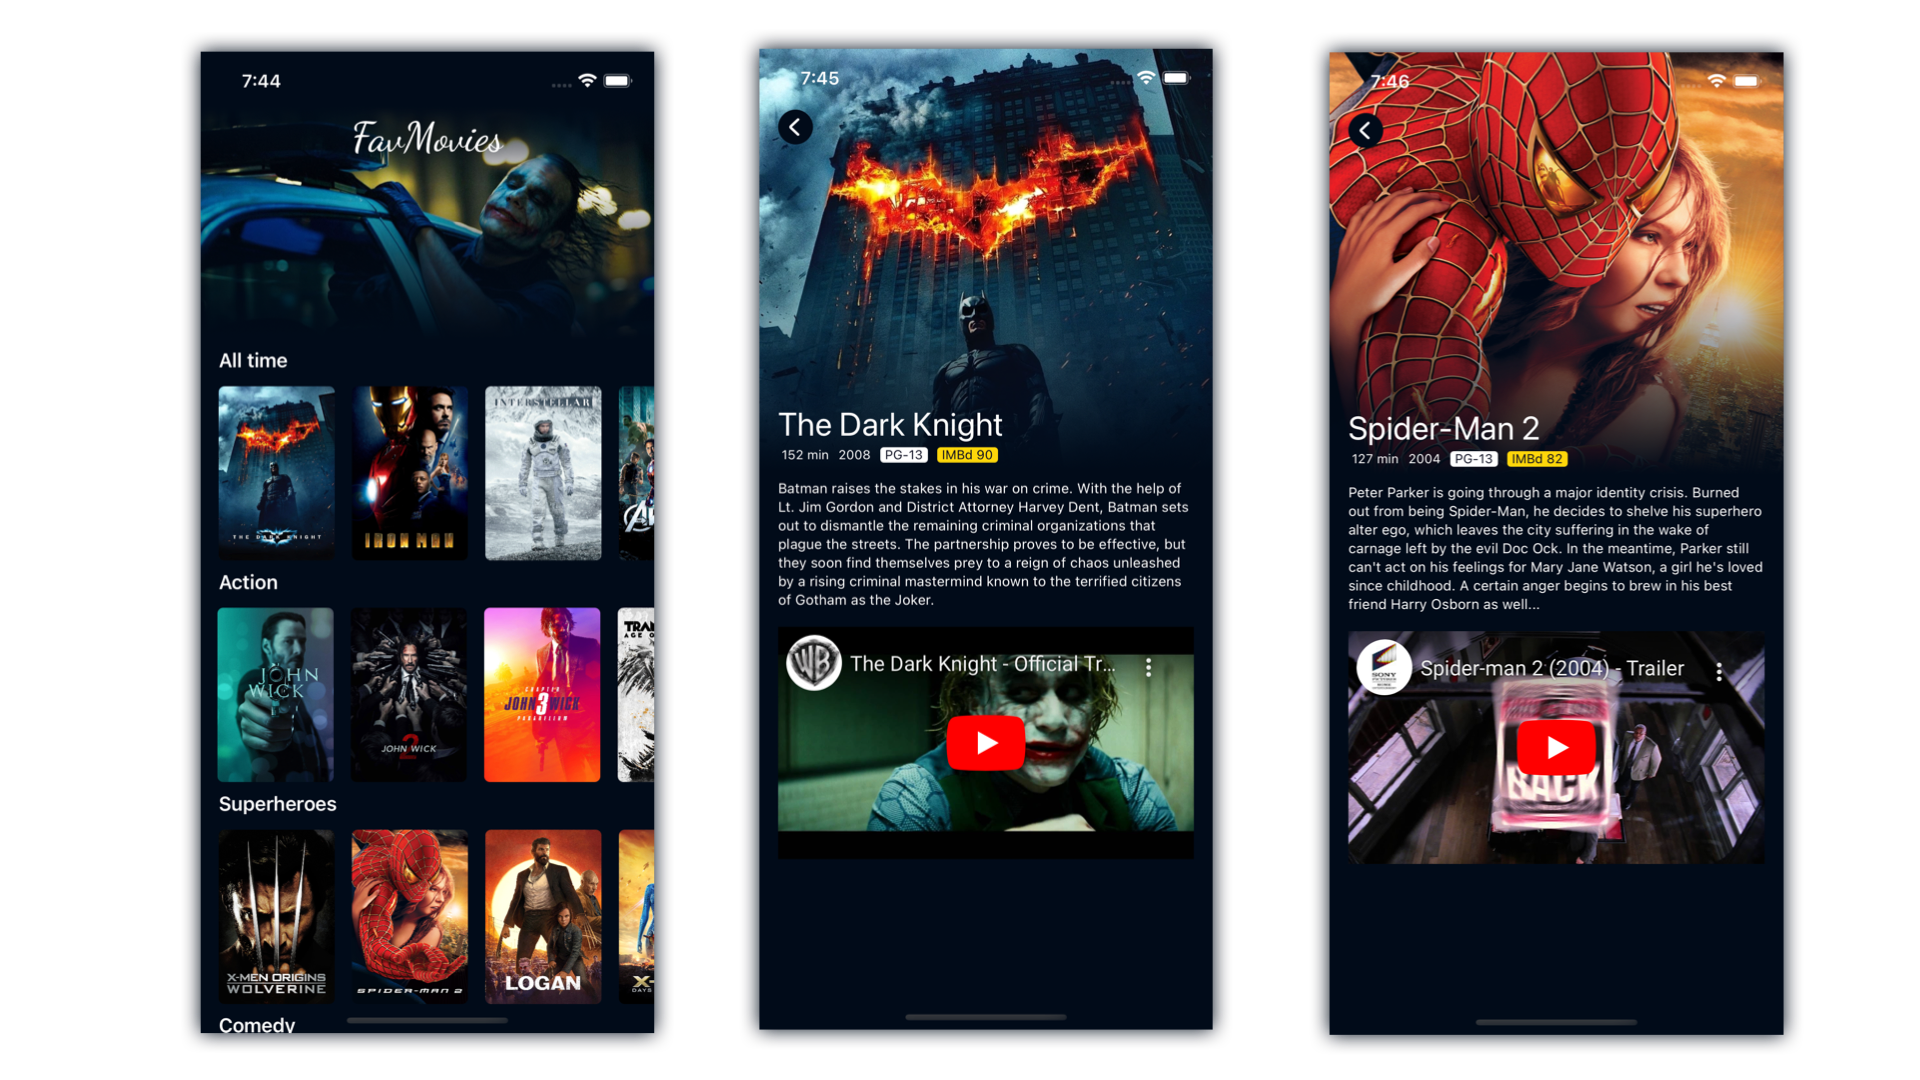 7:44
FavMovies
All time
THE DARK KNIGHT
IRON MAN
INTERSTELLAR
A
Action
JOHN
WICK
JOHN WICK
2
CHAPTER
JOHN 3 WICK
PARABELLUM
TRAN
AGE O
Superheroes
X-MEN ORIGINS
WOLVERINE
SPIDER-MAN 2
LOGAN
X-
DAYS
Comedy
7:45
The Dark Knight
152 min 2008 PG-13 IMBd 90
Batman raises the stakes in his war on crime. With the help of
Lt. Jim Gordon and District Attorney Harvey Dent, Batman sets
out to dismantle the remaining criminal organizations that
plague the streets. The partnership proves to be effective, but
they soon find themselves prey to a reign of chaos unleashed
by a rising criminal mastermind known to the terrified citizens
of Gotham as the Joker.
WB
The Dark Knight - Official Tr...
7:46
Spider-Man 2
127 min 2004 PG-13 IMBd 82
Peter Parker is going through a major identity crisis. Burned
out from being Spider-Man, he decides to shelve his superhero
alter ego, which leaves the city suffering in the wake of
carnage left by the evil Doc Ock. In the meantime, Parker still
can't act on his feelings for Mary Jane Watson, a girl he's loved
since childhood. A certain anger begins to brew in his best
friend Harry Osborn as well...
SONY
Spider-man 2 (2004) - Trailer
BACK